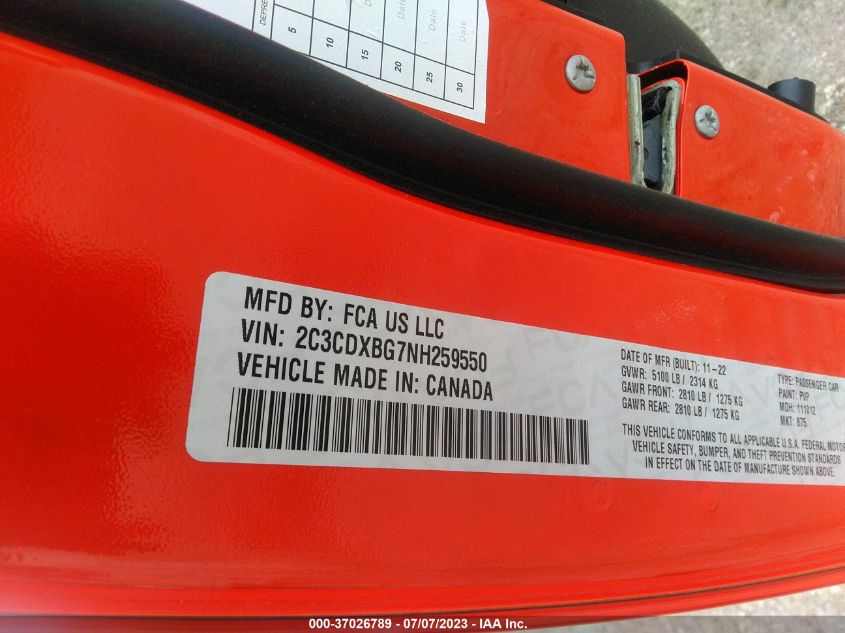 DEPRE
5
10
15
20
25
30
Date
Date
Date
Date
MFD BY: FCA US LLC
VIN: 2C3CDXBG7NH259550
VEHICLE MADE IN: CANADA
DATE OF MFR (BUILT): 11-22
GVWR: 5100 LB / 2314 KG
GAWR FRONT: 2810 LB / 1275 KG
GAWR REAR: 2810 LB / 1275 KG
TYPE: PASSENGER CAR
PAINT: PVP
MDH: 111012
MKT: 875
THIS VEHICLE CONFORMS TO ALL APPLICABLE U.S.A. FEDERAL MOTOR
VEHICLE SAFETY, BUMPER, AND THEFT PREVENTION STANDARDS
IN EFFECT ON THE DATE OF MANUFACTURE SHOWN ABOVE.
000-37026789 - 07/07/2023 - IAA Inc.